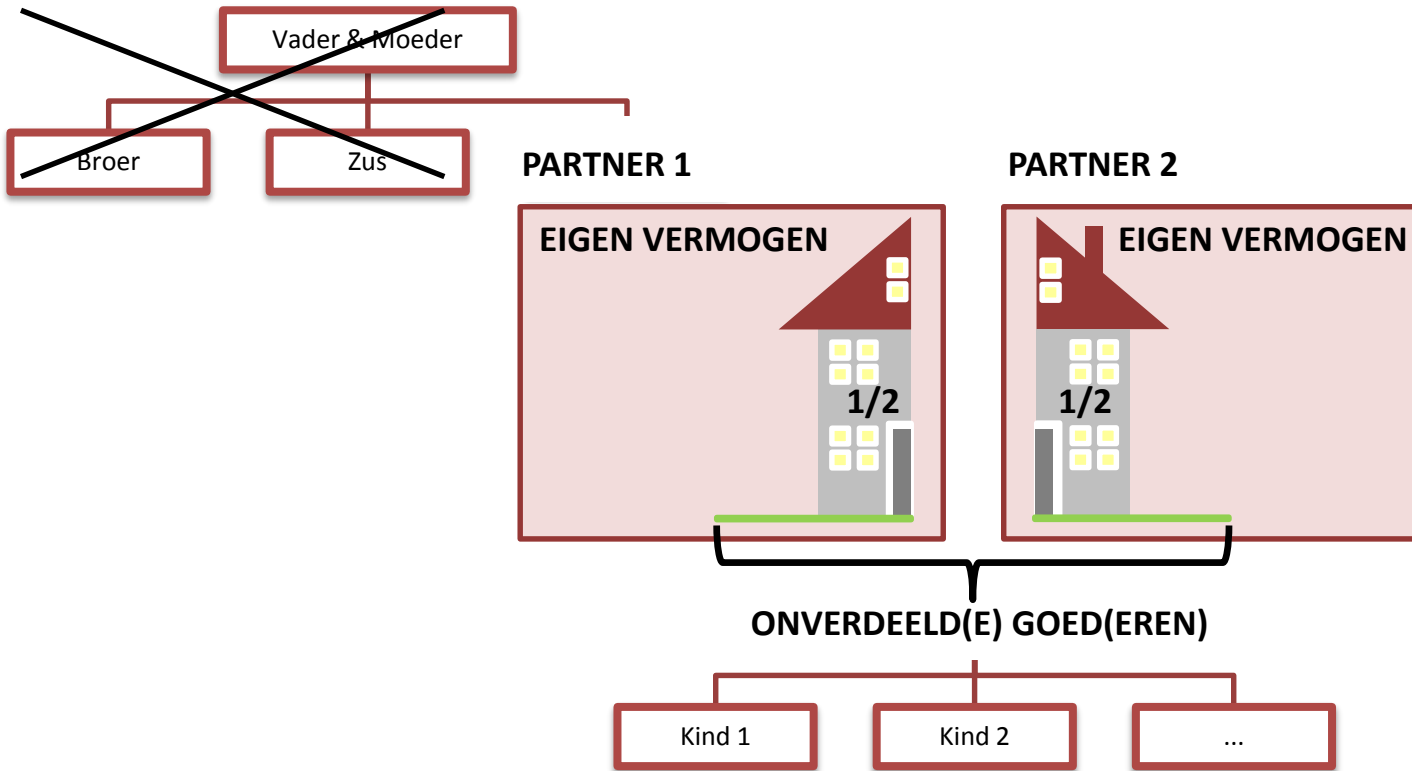 Vader & Moeder
Broer
Zus
PARTNER 1
PARTNER 2
EIGEN VERMOGEN
EIGEN VERMOGEN
1/2
1/2
ONVERDEELD(E) GOED(EREN)
Kind 1
Kind 2
...